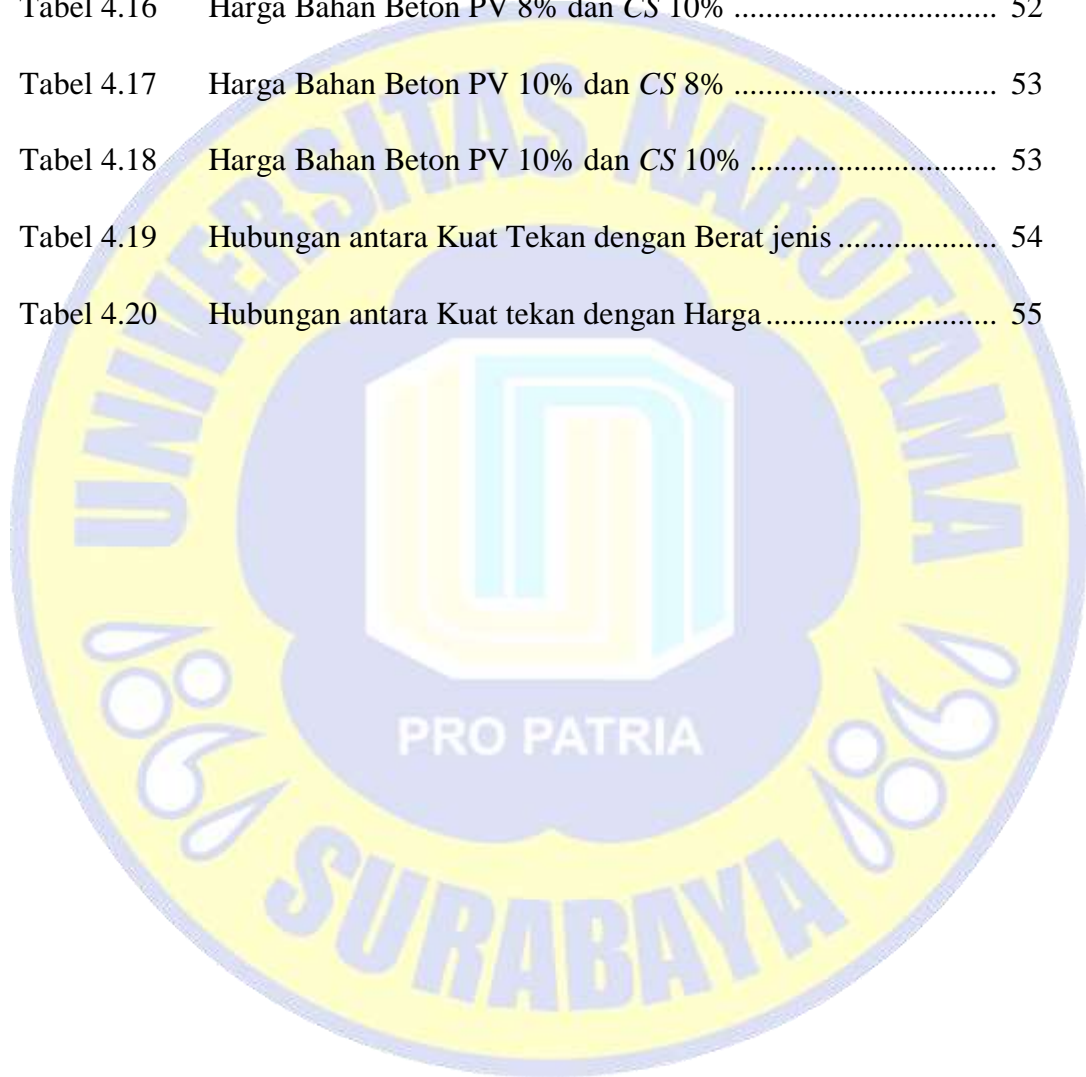 Tabel 4.16 Harga Bahan Beton PV 8% dan CS 10% .............................. 52
Tabel 4.17 Harga Bahan Beton PV 10% dan CS 8% .............................. 53
Tabel 4.18 Harga Bahan Beton PV 10% dan CS 10% ............................ 53
Tabel 4.19 Hubungan antara Kuat Tekan dengan Berat jenis ................... 54
Tabel 4.20 Hubungan antara Kuat tekan dengan Harga ........................... 55
UNIVERSITAS NAROTAMA
PRO PATRIA
1981
1981
SURABAYA